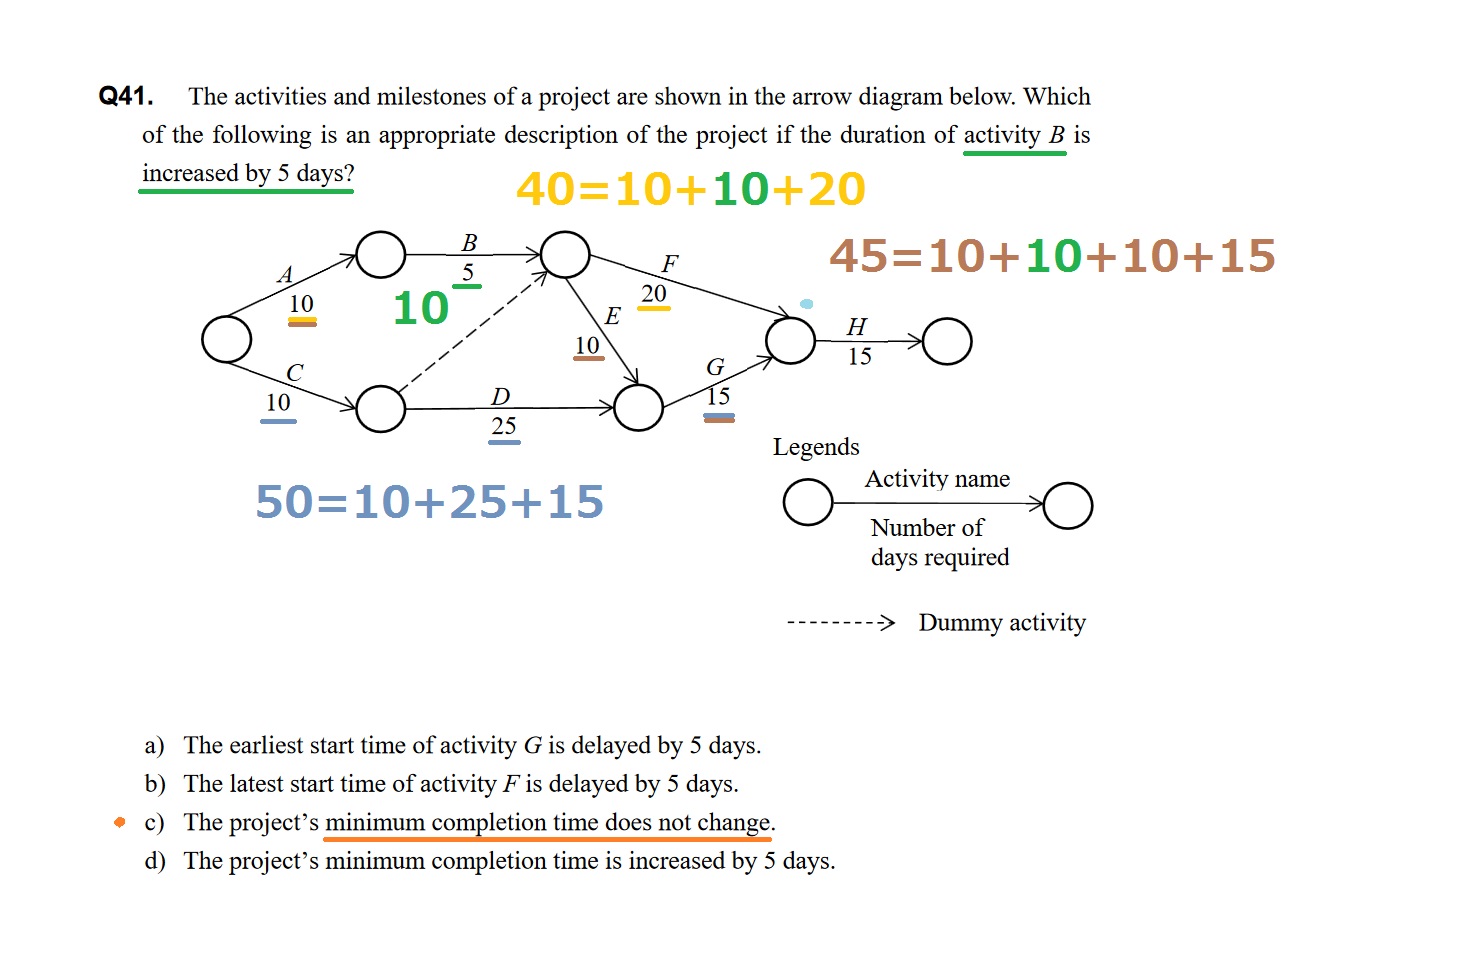 Q41. The activities and milestones of a project are shown in the arrow diagram below. Which
of the following is an appropriate description of the project if the duration of activity B is
increased by 5 days?
40=10+10+20
45=10+10+10+15
A
10
B
5
10
F
20
E
10
H
15
C
10
D
25
G
15
50=10+25+15
Legends
Activity name
Number of
days required
Dummy activity
a) The earliest start time of activity G is delayed by 5 days.
b) The latest start time of activity F is delayed by 5 days.
c) The project’s minimum completion time does not change.
d) The project’s minimum completion time is increased by 5 days.